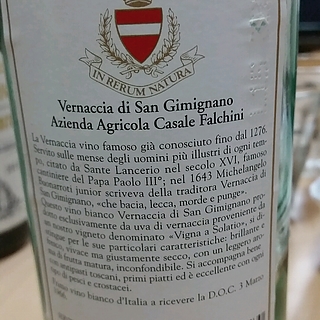 IN RERUM NATURA
Vernaccia di San Gimignano
Azienda Agricola Casale Falchini
La Vernaccia vino famoso già conosciuto fino dal 1276.
Servito sulle mense degli uomini più illustri di ogni tem-
po, citato da Sante Lancerio nel secolo XVI, famoso
cantiniere del Papa Paolo III°; nel 1643 Michelangelo
Buonarroti junior scriveva della traditora Vernaccia di
San Gimignano, «che bacia, lecca, morde e punge».
Questo vino bianco Vernaccia di San Gimignano pro-
dotto esclusivamente da uva di vernaccia proveniente da
un nostro vigneto denominato «Vigna a Solatio», si di-
stingue per le sue particolari caratteristiche: brillante e
vivace ma giustamente secco, con un leggero aro-
ma di frutta matura, inconfondibile. Si accompagna bene
con antipasti toscani, primi piatti ed è eccellente con ogni
tipo di pesci e crostacei.
Primo vino bianco d'Italia a ricevere la D.O.C. 3 Marzo